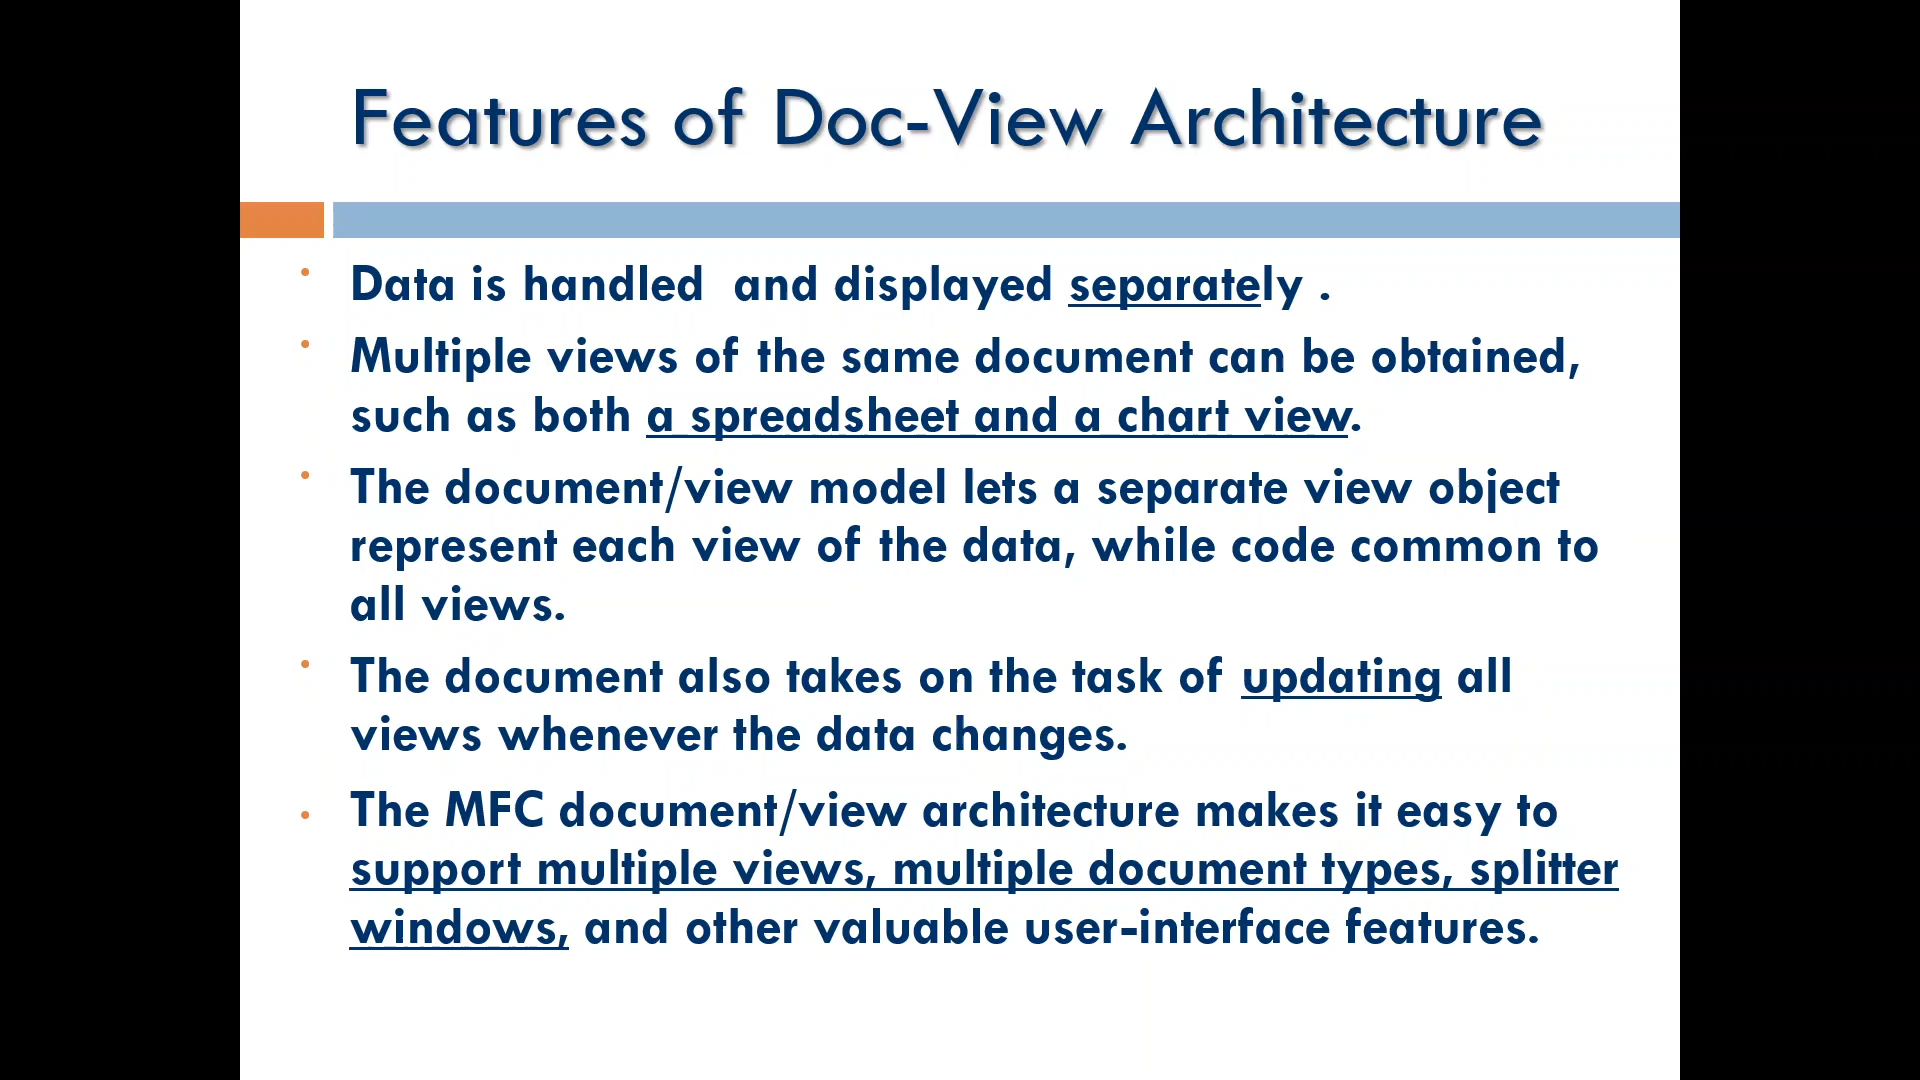 Features of Doc-View Architecture
Data is handled  and displayed separately .
Multiple views of the same document can be obtained,
such as both a spreadsheet and a chart view.
The document/view model lets a separate view object
represent each view of the data, while code common to
all views.
The document also takes on the task of updating all
views whenever the data changes.
The MFC document/view architecture makes it easy to
support multiple views, multiple document types, splitter
windows, and other valuable user-interface features.